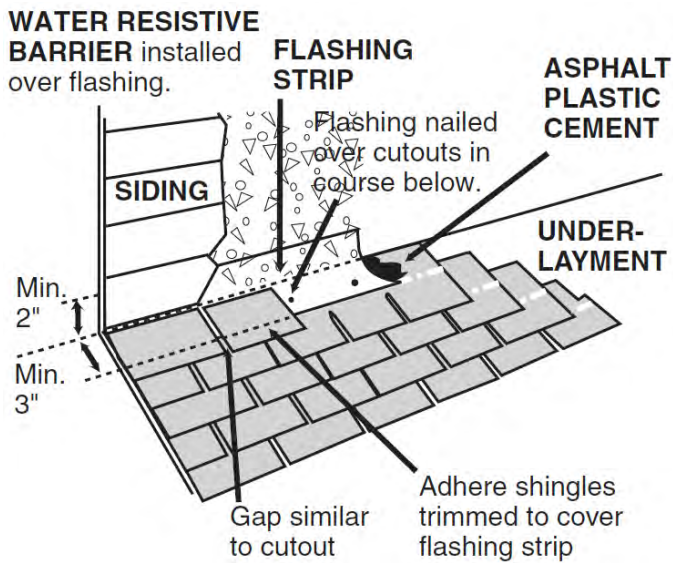 WATER RESISTIVE
BARRIER installed
over flashing.
FLASHING
STRIP
Flashing nailed
over cutouts in
course below.
ASPHALT
PLASTIC
CEMENT
SIDING
UNDER-
LAYMENT
Min.
2"
Min.
3"
Gap similar
to cutout
Adhere shingles
trimmed to cover
flashing strip